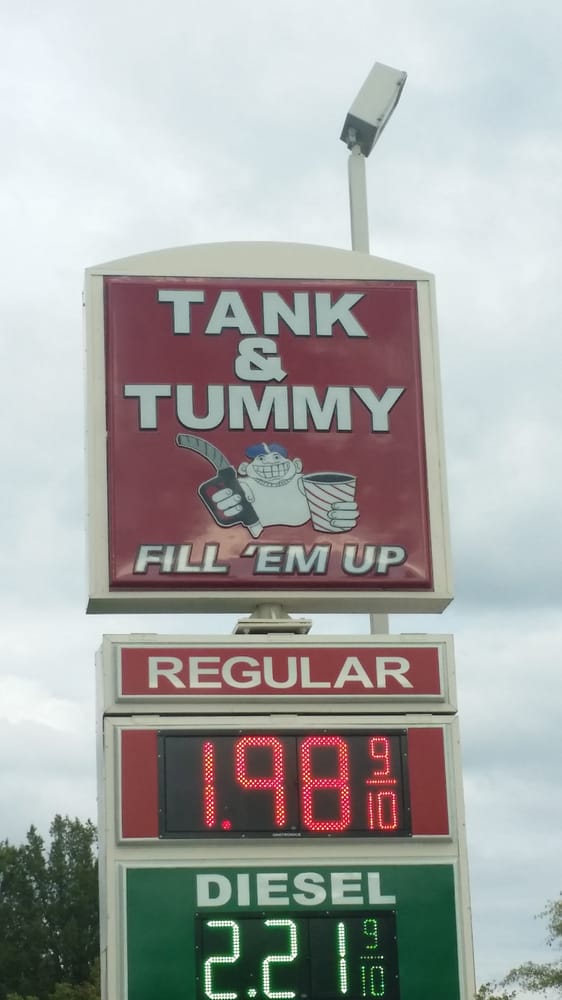 TANK
&
TUMMY
FILL 'EM UP
REGULAR
1.98 9/10
DIESEL
2.21 9/10